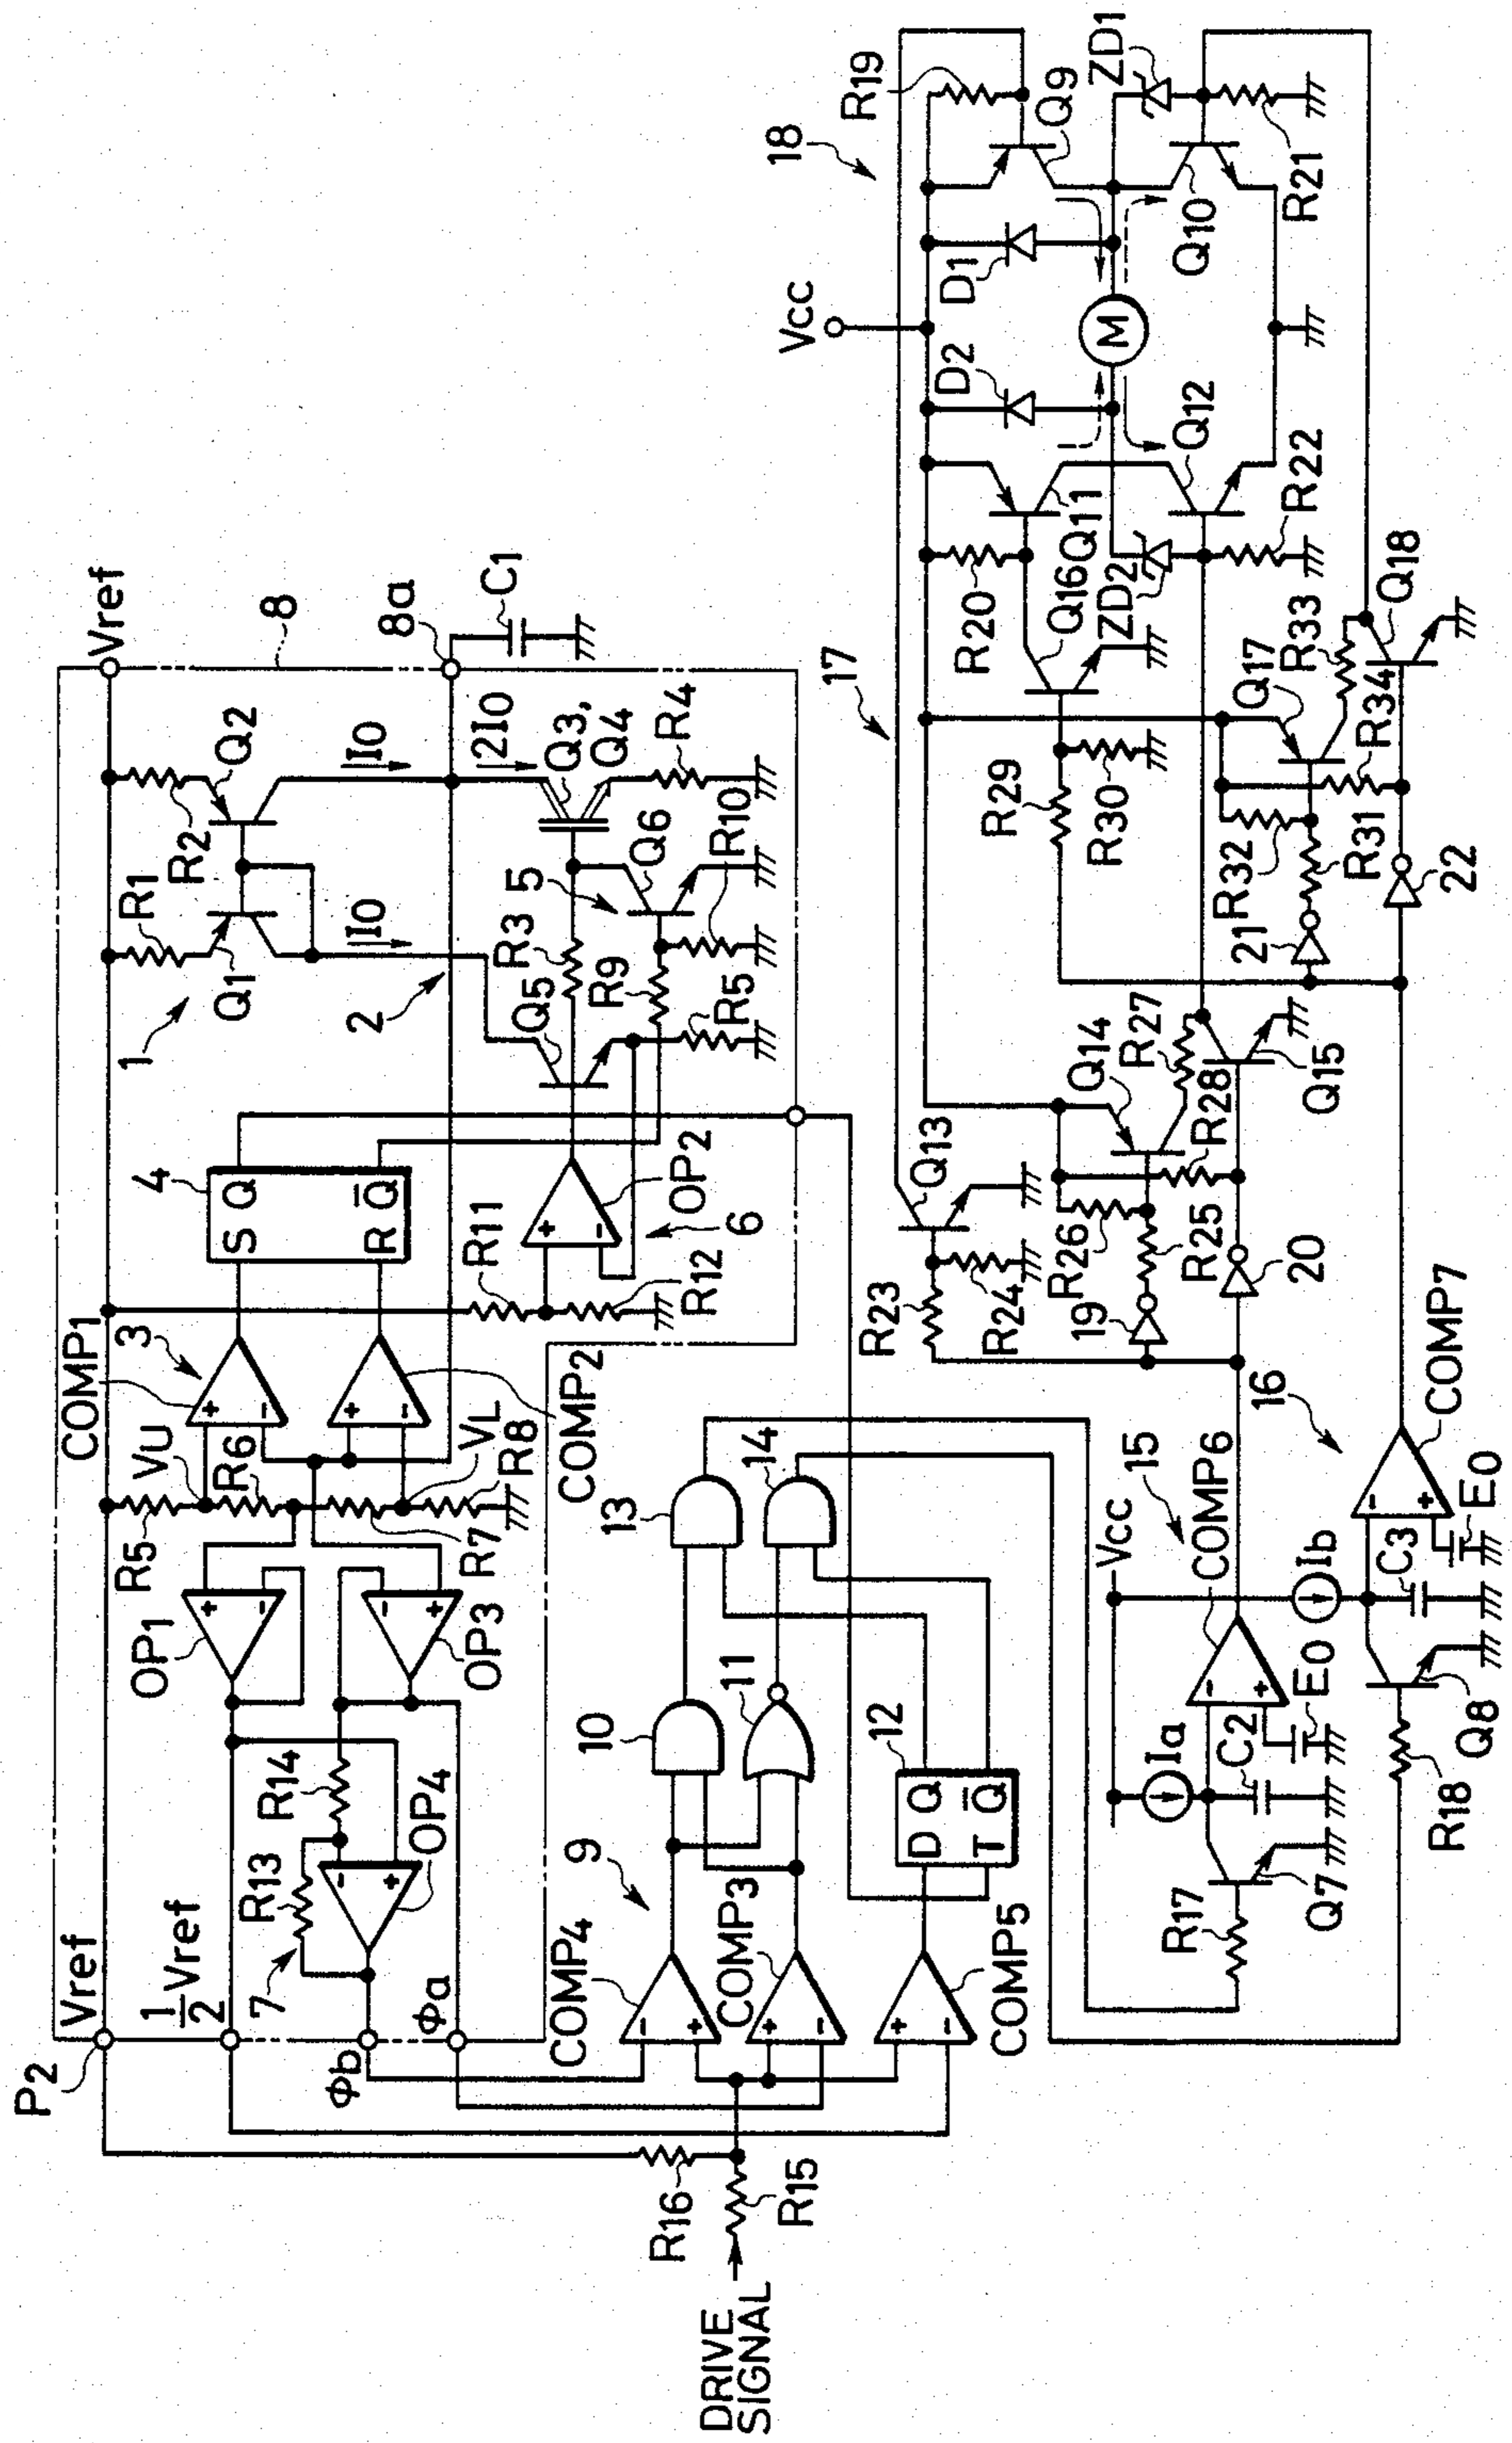 P2
Vref
1/2 Vref
Φb
Φa
7
R13
OP4
R14
OP1
OP3
R5
VU
R6
R7
VL
R8
COMP1
3
COMP2
4
S Q
R Q̄
R11
R12
OP2
6
1
Q1
R1
R2
Q2
IO
IO
2
2IO
Q5
R3
R9
R5
5
Q6
R10
Q3,
Q4
R4
Vref
8
8a
C1
DRIVE
SIGNAL
R15
R16
COMP4
COMP3
COMP5
9
10
11
12
D Q
T Q̄
13
14
R17
Q7
Ia
C2
E0
Vcc
15
COMP6
R18
Q8
Ib
C3
E0
16
COMP7
R23
R24
Q13
19
20
R25
R26
Q14
R27
R28
Q15
17
R29
R30
21
22
R31
R32
Q17
R33
R34
Q18
R20
Q16
Q11
ZD2
Q12
R22
D2
Vcc
M
D1
18
R19
Q9
Q10
ZD1
R21